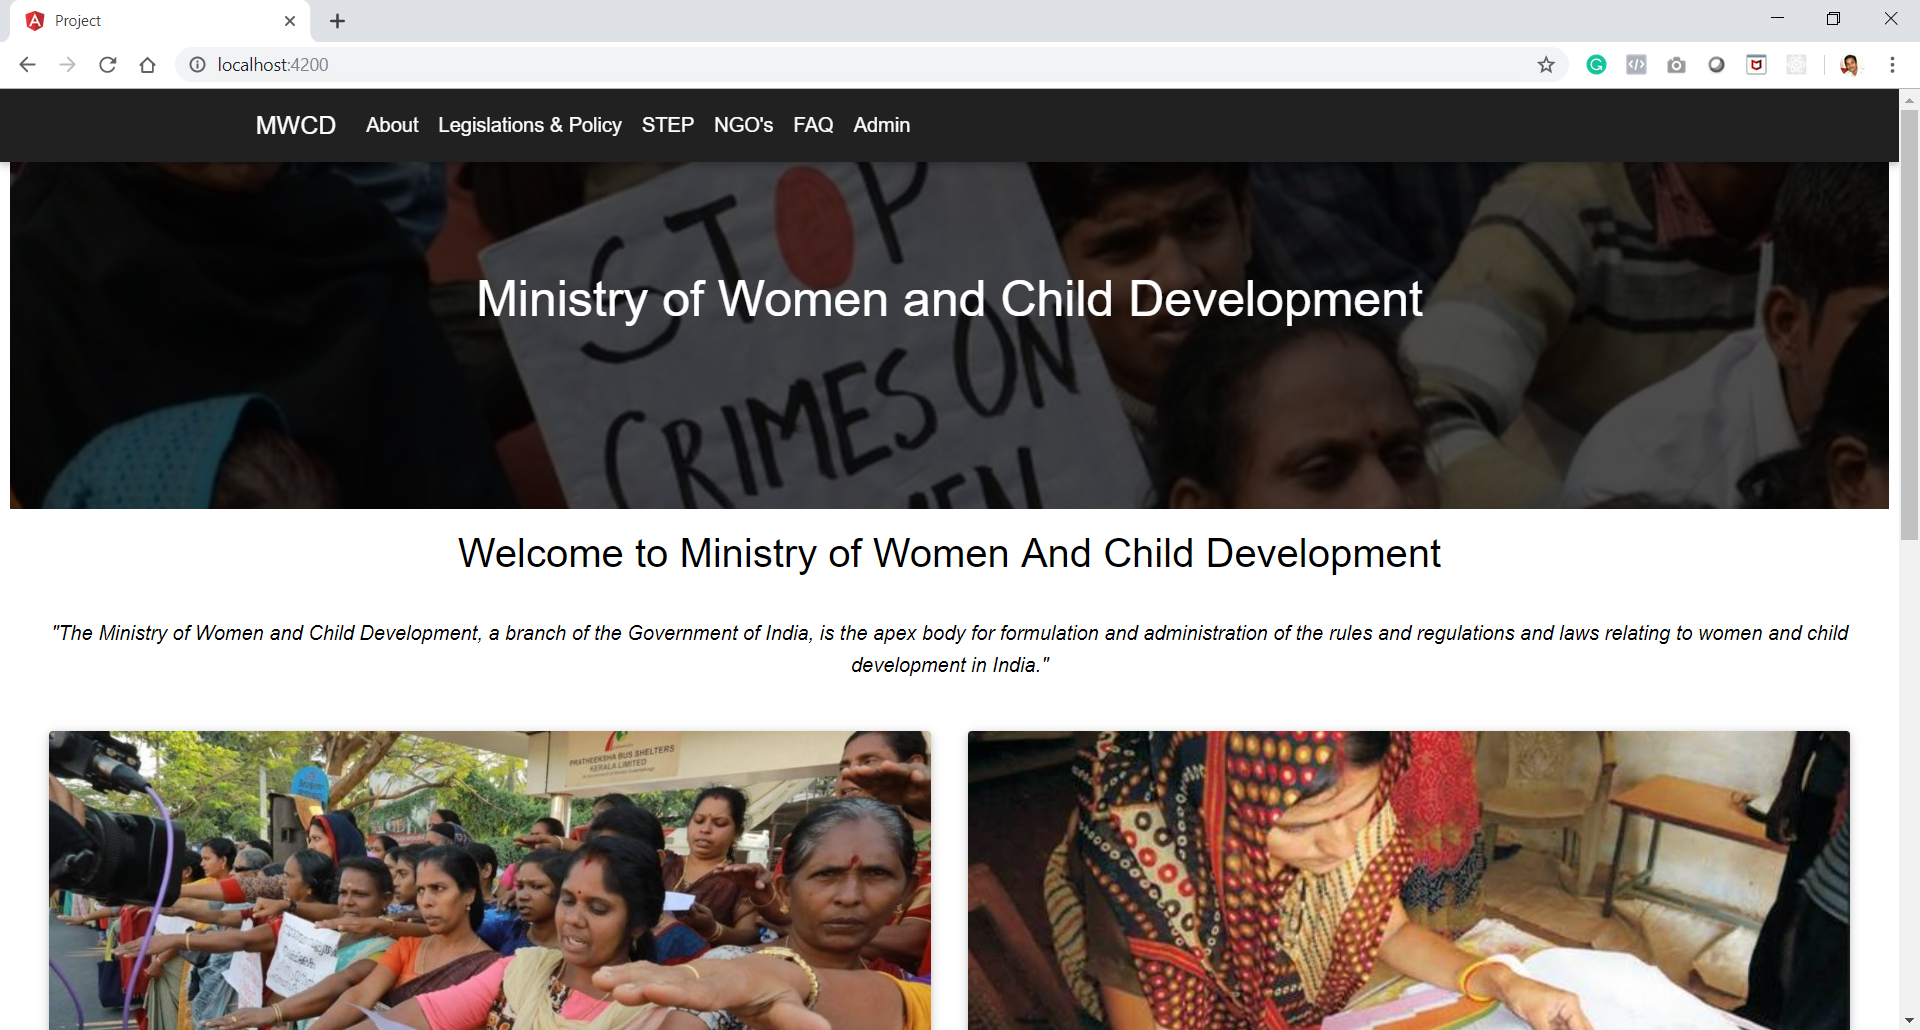 Project
localhost:4200
MWCD About Legislations & Policy STEP NGO's FAQ Admin
STOP
Ministry of Women and Child Development
CRIMES ON
Welcome to Ministry of Women And Child Development
"The Ministry of Women and Child Development, a branch of the Government of India, is the apex body for formulation and administration of the rules and regulations and laws relating to women and child
development in India."
PRATHEEKSHA BUS SHELTERS
KERALA LIMITED